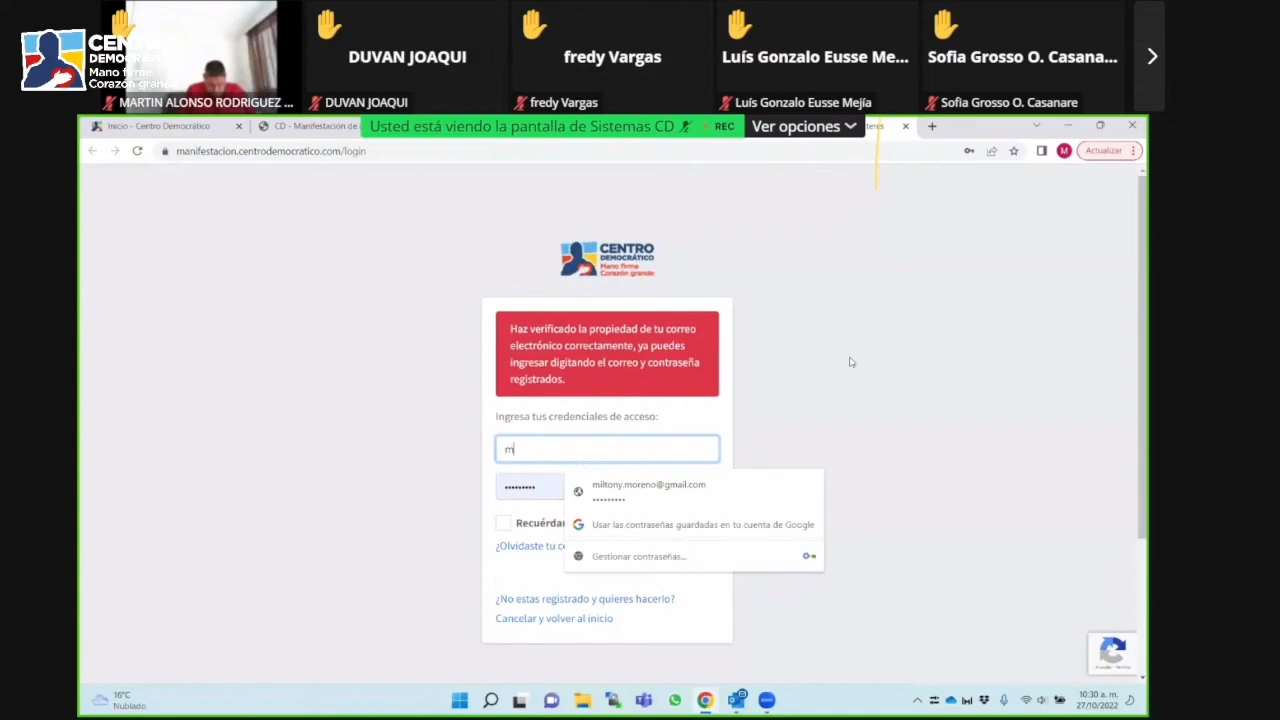 CENTRO
DEMOCRÁTICO
Mano firme
Corazón grande
MARTIN ALONSO RODRIGUEZ ...
DUVAN JOAQUI
DUVAN JOAQUI
fredy Vargas
fredy Vargas
Luís Gonzalo Eusse Me...
Luís Gonzalo Eusse Mejía
Sofia Grosso O. Casana...
Sofia Grosso O. Casanare
Inicio - Centro Democrático
CD - Manifestación de
Usted está viendo la pantalla de Sistemas CD
REC
Ver opciones
manifestacion.centrodemocratico.com/login
M
Actualizar
CENTRO
DEMOCRÁTICO
Mano firme
Corazón grande
Haz verificado la propiedad de tu correo
electrónico correctamente, ya puedes
ingresar digitando el correo y contraseña
registrados.
Ingresa tus credenciales de acceso:
m
miltony.moreno@gmail.com
Usar las contraseñas guardadas en tu cuenta de Google
Gestionar contraseñas...
Recuérdar
¿Olvidaste tu co
¿No estas registrado y quieres hacerlo?
Cancelar y volver al inicio
16°C
Nublado
10:30 a. m.
27/10/2022